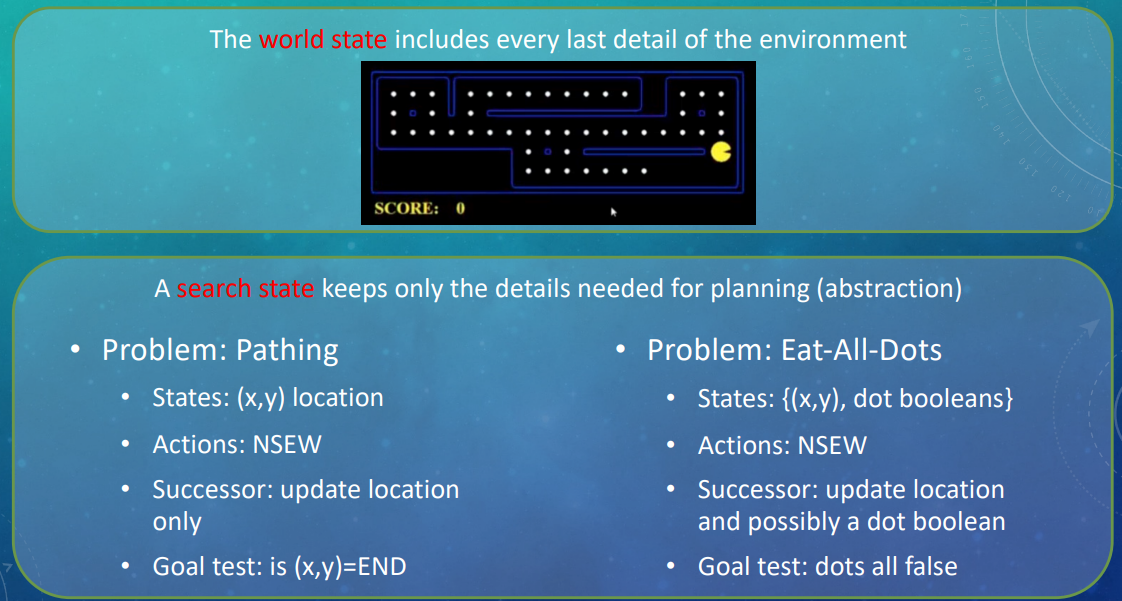 The world state includes every last detail of the environment
SCORE: 0
A search state keeps only the details needed for planning (abstraction)
• Problem: Pathing
• States: (x,y) location
• Actions: NSEW
• Successor: update location
only
• Goal test: is (x,y)=END
• Problem: Eat-All-Dots
• States: {(x,y), dot booleans}
• Actions: NSEW
• Successor: update location
and possibly a dot boolean
• Goal test: dots all false